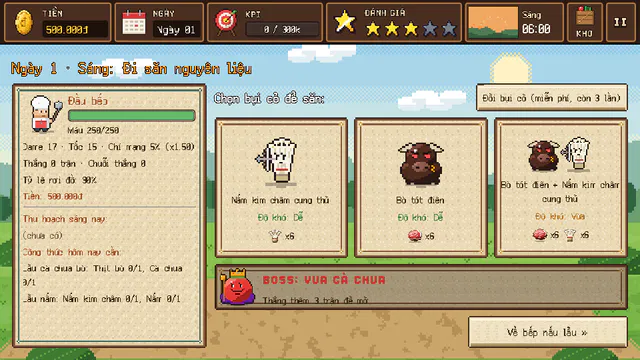 TIỀN
500.000đ
NGÀY
Ngày 01
KPI
0 / 300k
ĐÁNH GIÁ
Sáng
06:00
KHO
Ngày 1 · Sáng: Đi săn nguyên liệu
Chọn bụi cỏ để săn:
Đổi bụi cỏ (miễn phí, còn 3 lần)
Đầu bếp
Máu 250/250
17 · Tốc 15 · Chí mạng 5% (x1.50)
Thắng 0 trận · Chuỗi thắng 0
Tỷ lệ rơi đồ: 90%
Tiền: 500.000đ
Thu hoạch sáng nay:
(chưa có)
Công thức hôm nay cần:
Lẩu cà chua bò: Thịt bò 0/1, Cà chua
0/1
Lẩu nấm: Nấm kim châm 0/1, Nấm 0/1
Nấm kim châm cung thủ
Độ khó: Dễ
x6
Bò tót điên
Độ khó: Dễ
x6
Bò tót điên + Nấm kim châm
cung thủ
Độ khó: Vừa
x6
x6
BOSS: VUA CÀ CHUA
Thắng thêm 3 trận để mở
Về bếp nấu lẩu »